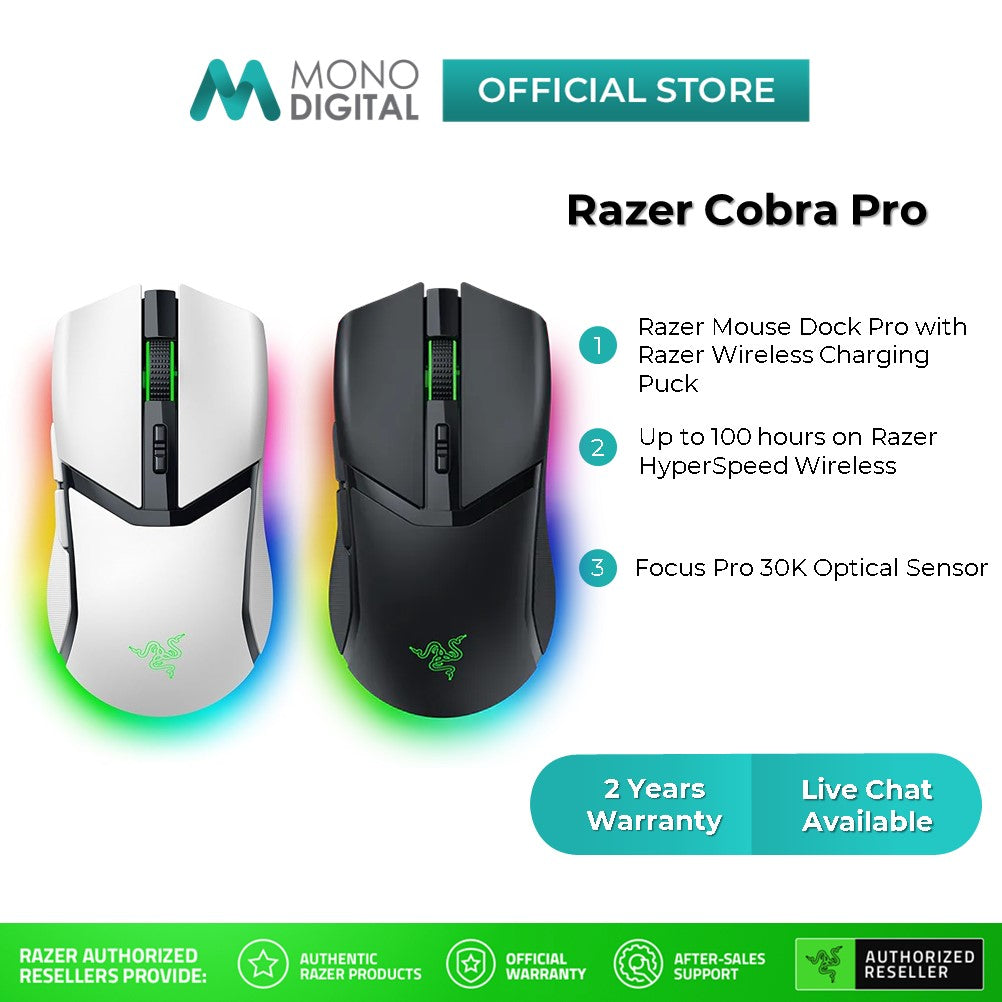 MONO
DIGITAL
OFFICIAL STORE
Razer Cobra Pro
1
Razer Mouse Dock Pro with
Razer Wireless Charging
Puck
2
Up to 100 hours on Razer
HyperSpeed Wireless
3
Focus Pro 30K Optical Sensor
2 Years
Warranty
Live Chat
Available
RAZER AUTHORIZED
RESELLERS PROVIDE:
AUTHENTIC
RAZER PRODUCTS
OFFICIAL
WARRANTY
AFTER-SALES
SUPPORT
AUTHORIZED
RESELLER